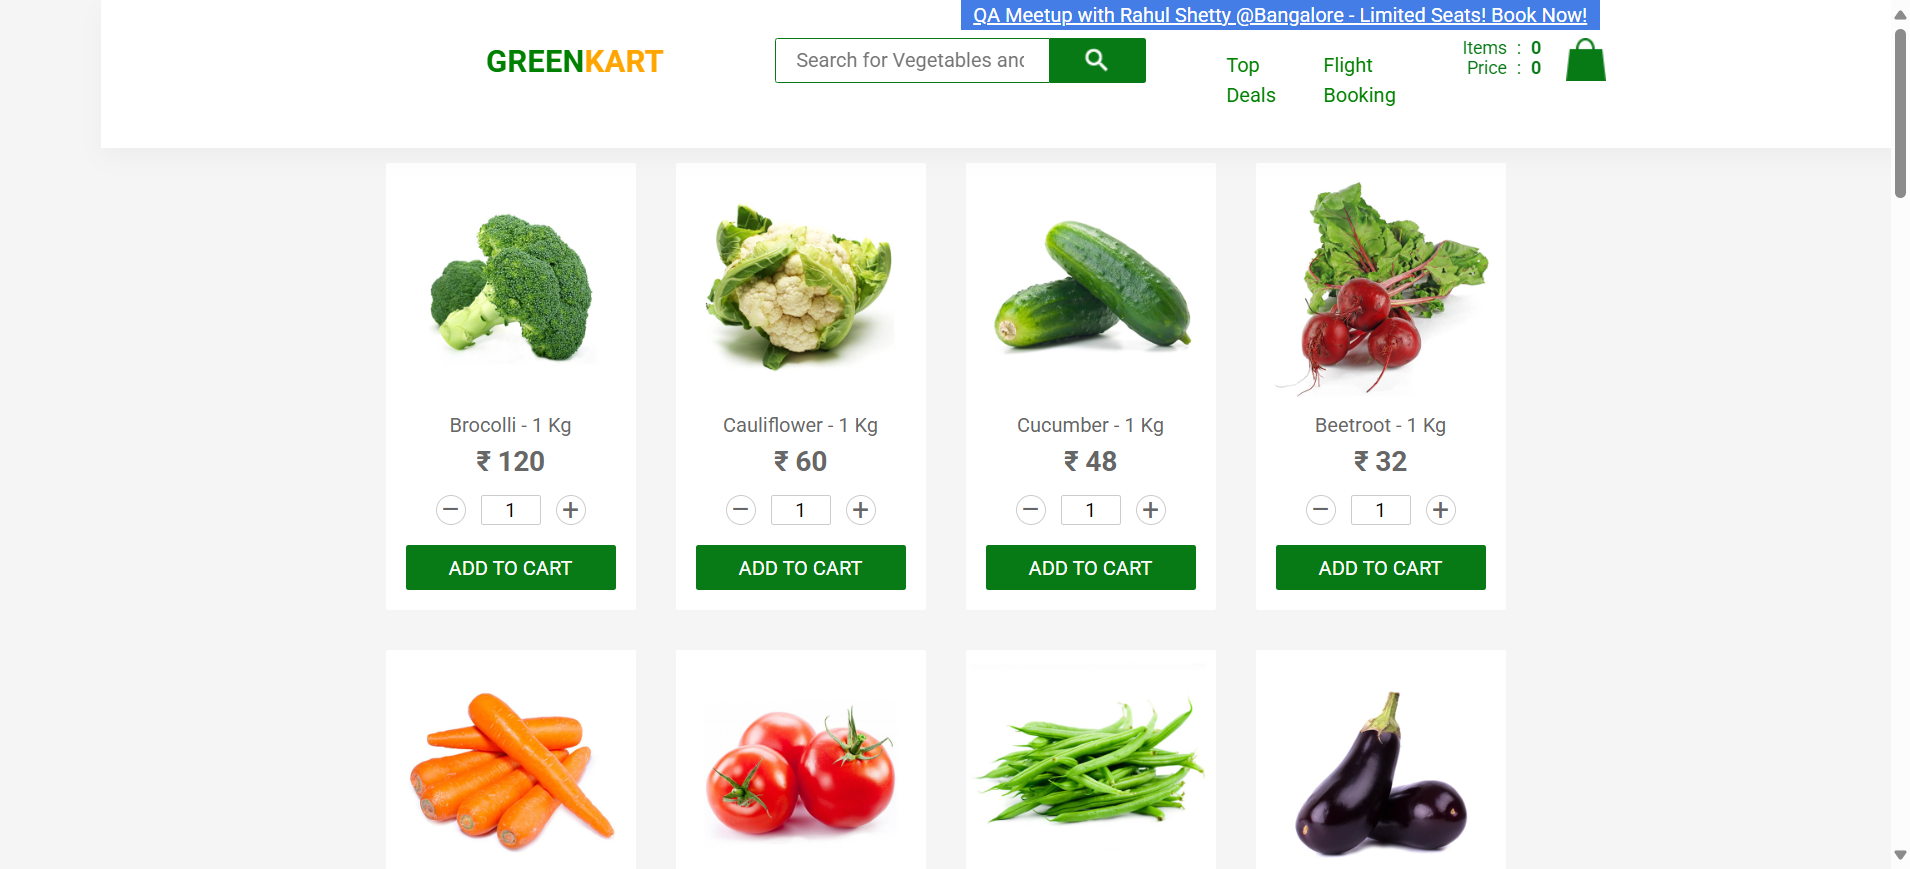 QA Meetup with Rahul Shetty @Bangalore - Limited Seats! Book Now!
GREENKART
Search for Vegetables and
Top Deals
Flight Booking
Items : 0
Price : 0
Brocolli - 1 Kg
₹ 120
1
ADD TO CART
Cauliflower - 1 Kg
₹ 60
1
ADD TO CART
Cucumber - 1 Kg
₹ 48
1
ADD TO CART
Beetroot - 1 Kg
₹ 32
1
ADD TO CART